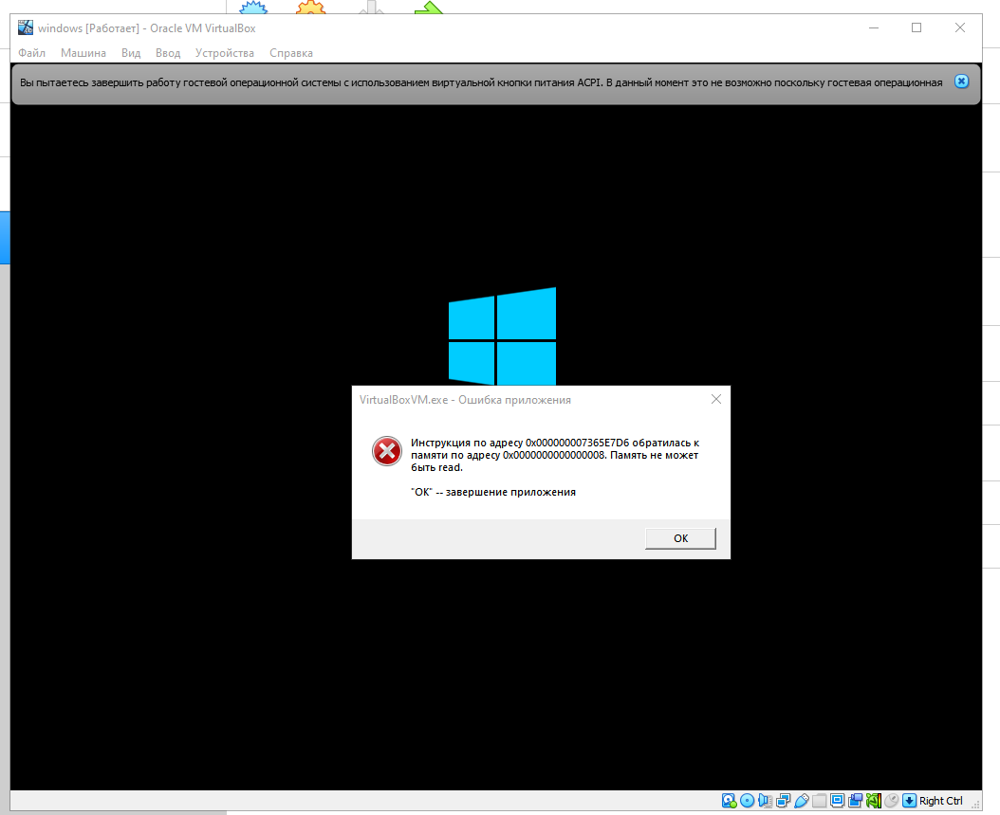 windows [Работает] - Oracle VM VirtualBox
Файл Машина Вид Ввод Устройства Справка
Вы пытаетесь завершить работу гостевой операционной системы с использованием виртуальной кнопки питания ACPI. В данный момент это не возможно поскольку гостевая операционная
VirtualBoxVM.exe - Ошибка приложения
Инструкция по адресу 0x000000007365E7D6 обратилась к
памяти по адресу 0x0000000000000008. Память не может
быть read.
"ОК" -- завершение приложения
ОК
Right Ctrl